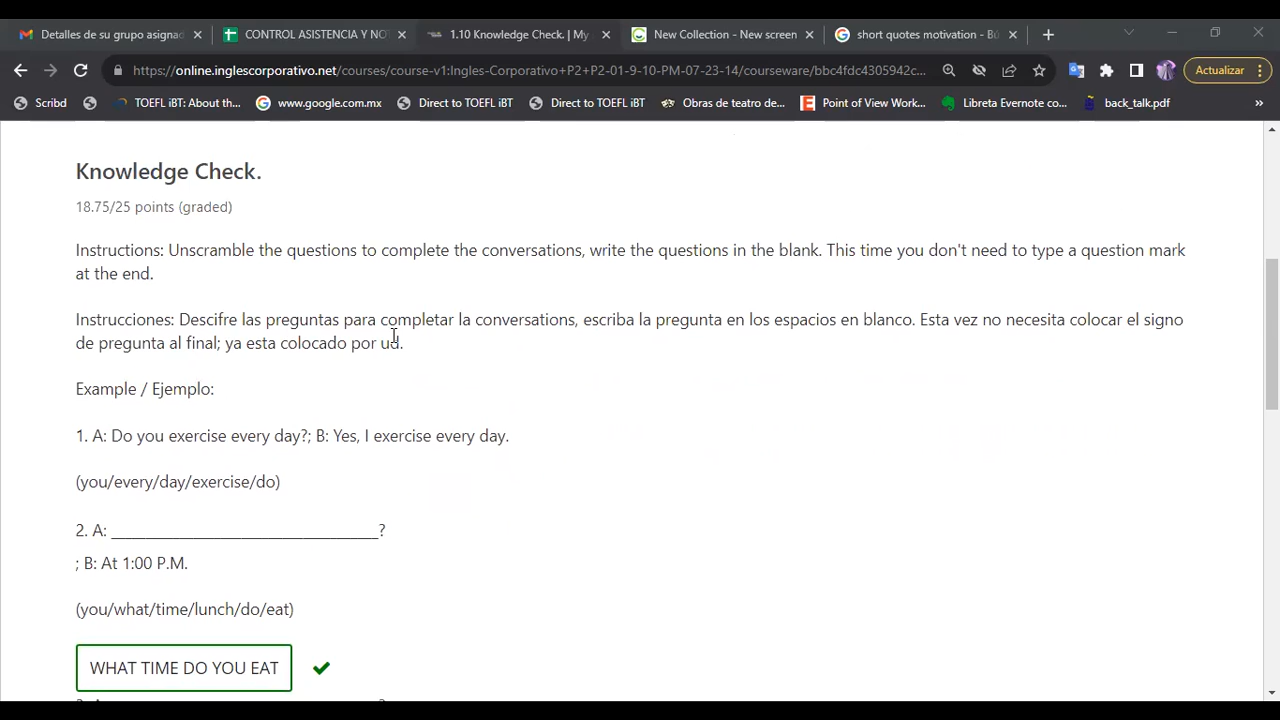 Detalles de su grupo asignad
CONTROL ASISTENCIA Y NO
1.10 Knowledge Check. | My
New Collection - New screen
short quotes motivation - Bú
https://online.inglescorporativo.net/courses/course-v1:Ingles-Corporativo+P2+P2-01-9-10-PM-07-23-14/courseware/bbc4fdc4305942c...
Actualizar
Scribd
TOEFL iBT: About th...
www.google.com.mx
Direct to TOEFL iBT
Direct to TOEFL iBT
Obras de teatro de...
Point of View Work...
Libreta Evernote co...
back_talk.pdf
»
Knowledge Check.
18.75/25 points (graded)
Instructions: Unscramble the questions to complete the conversations, write the questions in the blank. This time you don't need to type a question mark
at the end.
Instrucciones: Descifre las preguntas para completar la conversations, escriba la pregunta en los espacios en blanco. Esta vez no necesita colocar el signo
de pregunta al final; ya esta colocado por ud.
Example / Ejemplo:
1. A: Do you exercise every day?; B: Yes, I exercise every day.
(you/every/day/exercise/do)
2. A: ______________________________?
; B: At 1:00 P.M.
(you/what/time/lunch/do/eat)
WHAT TIME DO YOU EAT